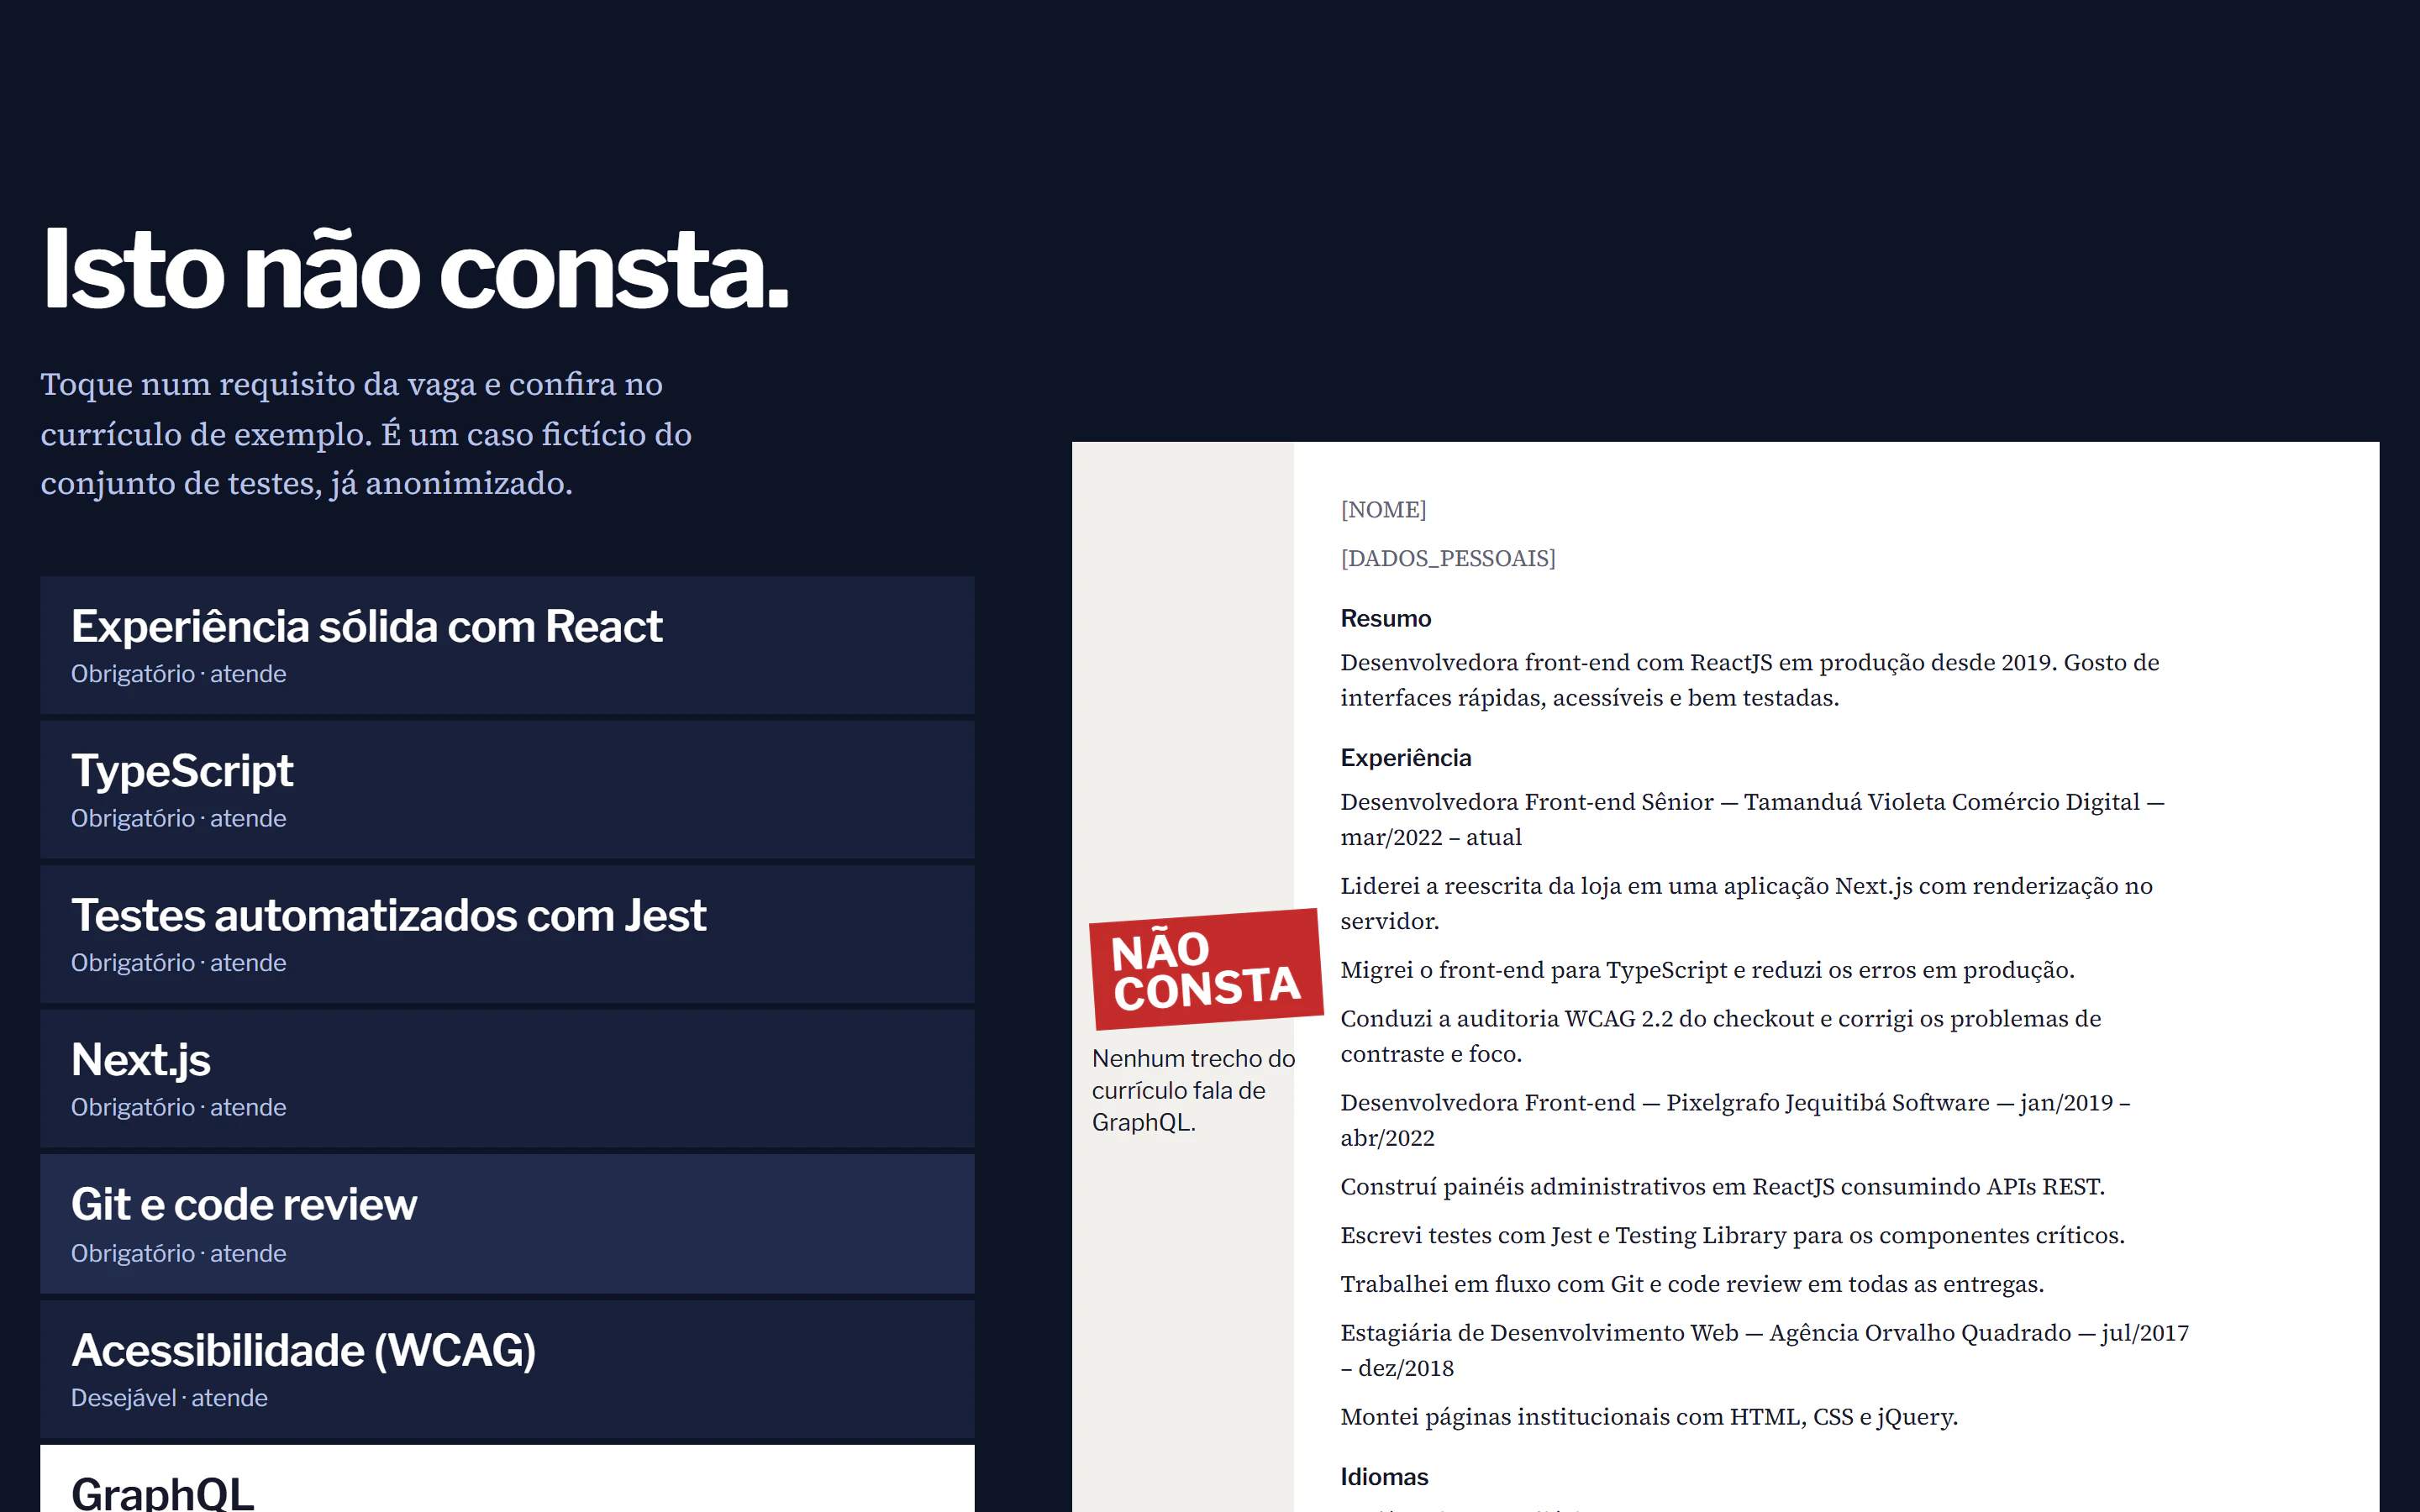 Isto não consta.
Toque num requisito da vaga e confira no
currículo de exemplo. É um caso fictício do
conjunto de testes, já anonimizado.
Experiência sólida com React
Obrigatório · atende
TypeScript
Obrigatório · atende
Testes automatizados com Jest
Obrigatório · atende
Next.js
Obrigatório · atende
Git e code review
Obrigatório · atende
Acessibilidade (WCAG)
Desejável · atende
GraphQL
NÃO
CONSTA
Nenhum trecho do
currículo fala de
GraphQL.
[NOME]
[DADOS_PESSOAIS]
Resumo
Desenvolvedora front-end com ReactJS em produção desde 2019. Gosto de
interfaces rápidas, acessíveis e bem testadas.
Experiência
Desenvolvedora Front-end Sênior — Tamanduá Violeta Comércio Digital —
mar/2022 – atual
Liderei a reescrita da loja em uma aplicação Next.js com renderização no
servidor.
Migrei o front-end para TypeScript e reduzi os erros em produção.
Conduzi a auditoria WCAG 2.2 do checkout e corrigi os problemas de
contraste e foco.
Desenvolvedora Front-end — Pixelgrafo Jequitibá Software — jan/2019 –
abr/2022
Construí painéis administrativos em ReactJS consumindo APIs REST.
Escrevi testes com Jest e Testing Library para os componentes críticos.
Trabalhei em fluxo com Git e code review em todas as entregas.
Estagiária de Desenvolvimento Web — Agência Orvalho Quadrado — jul/2017
– dez/2018
Montei páginas institucionais com HTML, CSS e jQuery.
Idiomas